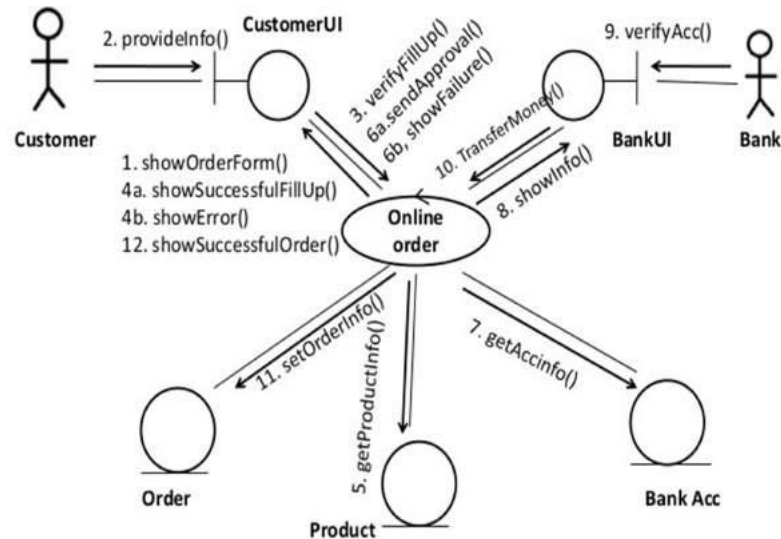 CustomerUI
2. provideInfo()
9. verifyAcc()
3. verifyFillUp()
6a.sendApproval()
6b, showFailure()
10. TransferMoney()
Customer
BankUI
Bank
1. showOrderForm()
4a. showSuccessfulFillUp()
4b. showError()
12. showSuccessfulOrder()
8. showInfo()
Online
order
11. setOrderInfo()
5. getProductInfo()
7. getAccinfo()
Order
Product
Bank Acc